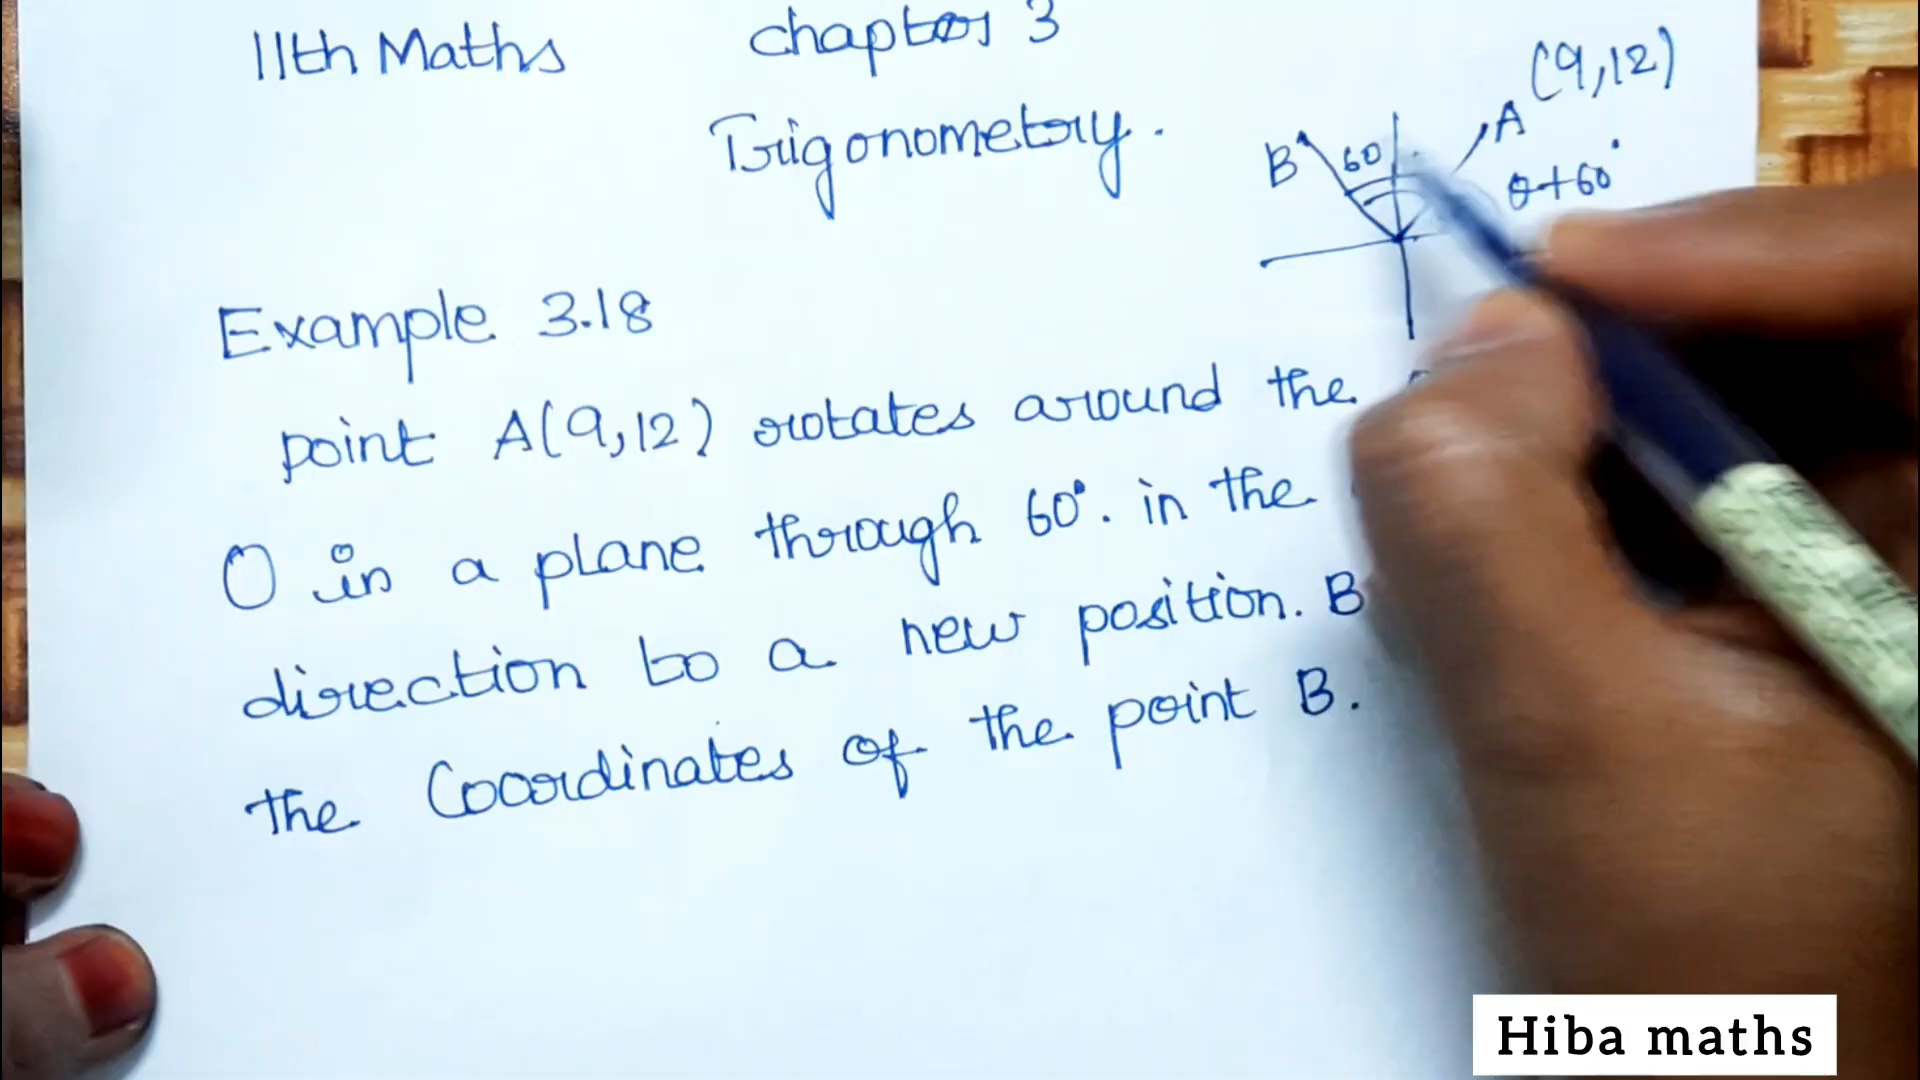 11th Maths chapter 3
Trigonometry.
(9,12)
A
B 60
θ+60°
Example 3.18
point A(9,12) rotates around the
O in a plane through 60°. in the
direction to a new position. B
the Coordinates of the point B.
Hiba maths